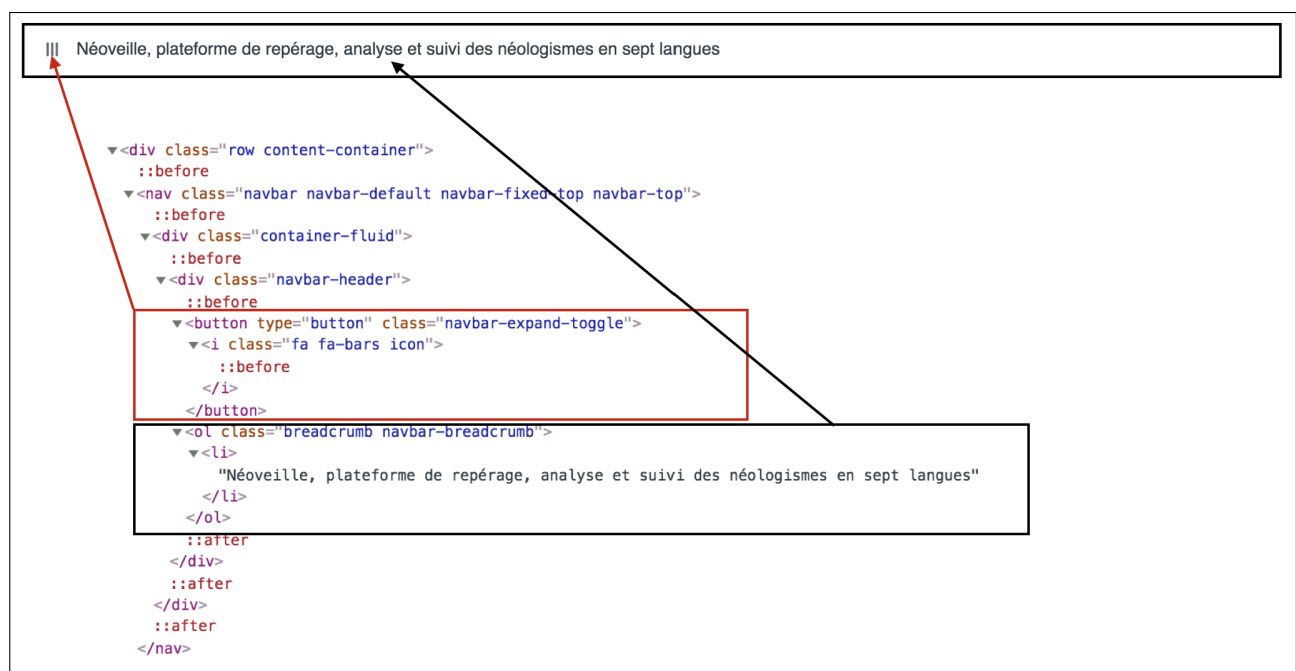 Néoveille, plateforme de repérage, analyse et suivi des néologismes en sept langues
▼<div class="row content-container">
::before
▼<nav class="navbar navbar-default navbar-fixed-top navbar-top">
::before
▼<div class="container-fluid">
::before
▼<div class="navbar-header">
::before
▼<button type="button" class="navbar-expand-toggle">
▼<i class="fa fa-bars icon">
::before
</i>
</button>
▼<ol class="breadcrumb navbar-breadcrumb">
▼<li>
"Néoveille, plateforme de repérage, analyse et suivi des néologismes en sept langues"
</li>
</ol>
::after
</div>
::after
</div>
::after
</nav>